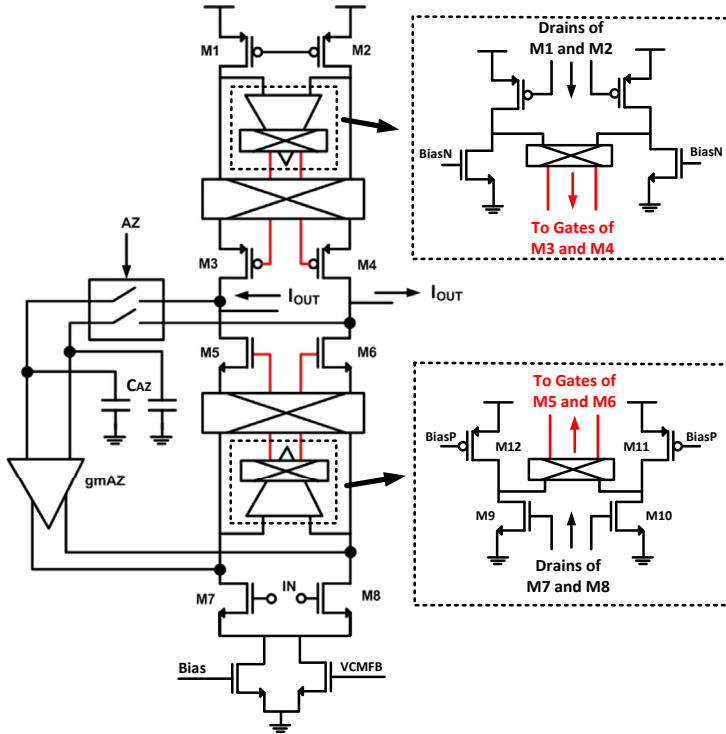 M1
M2
Drains of
M1 and M2
BiasN
BiasN
To Gates of
M3 and M4
AZ
M3
M4
IOUT
IOUT
M5
M6
CAZ
gmAZ
To Gates of
M5 and M6
BiasP
M12
M11
BiasP
M9
M10
Drains of
M7 and M8
M7
IN
M8
Bias
VCMFB